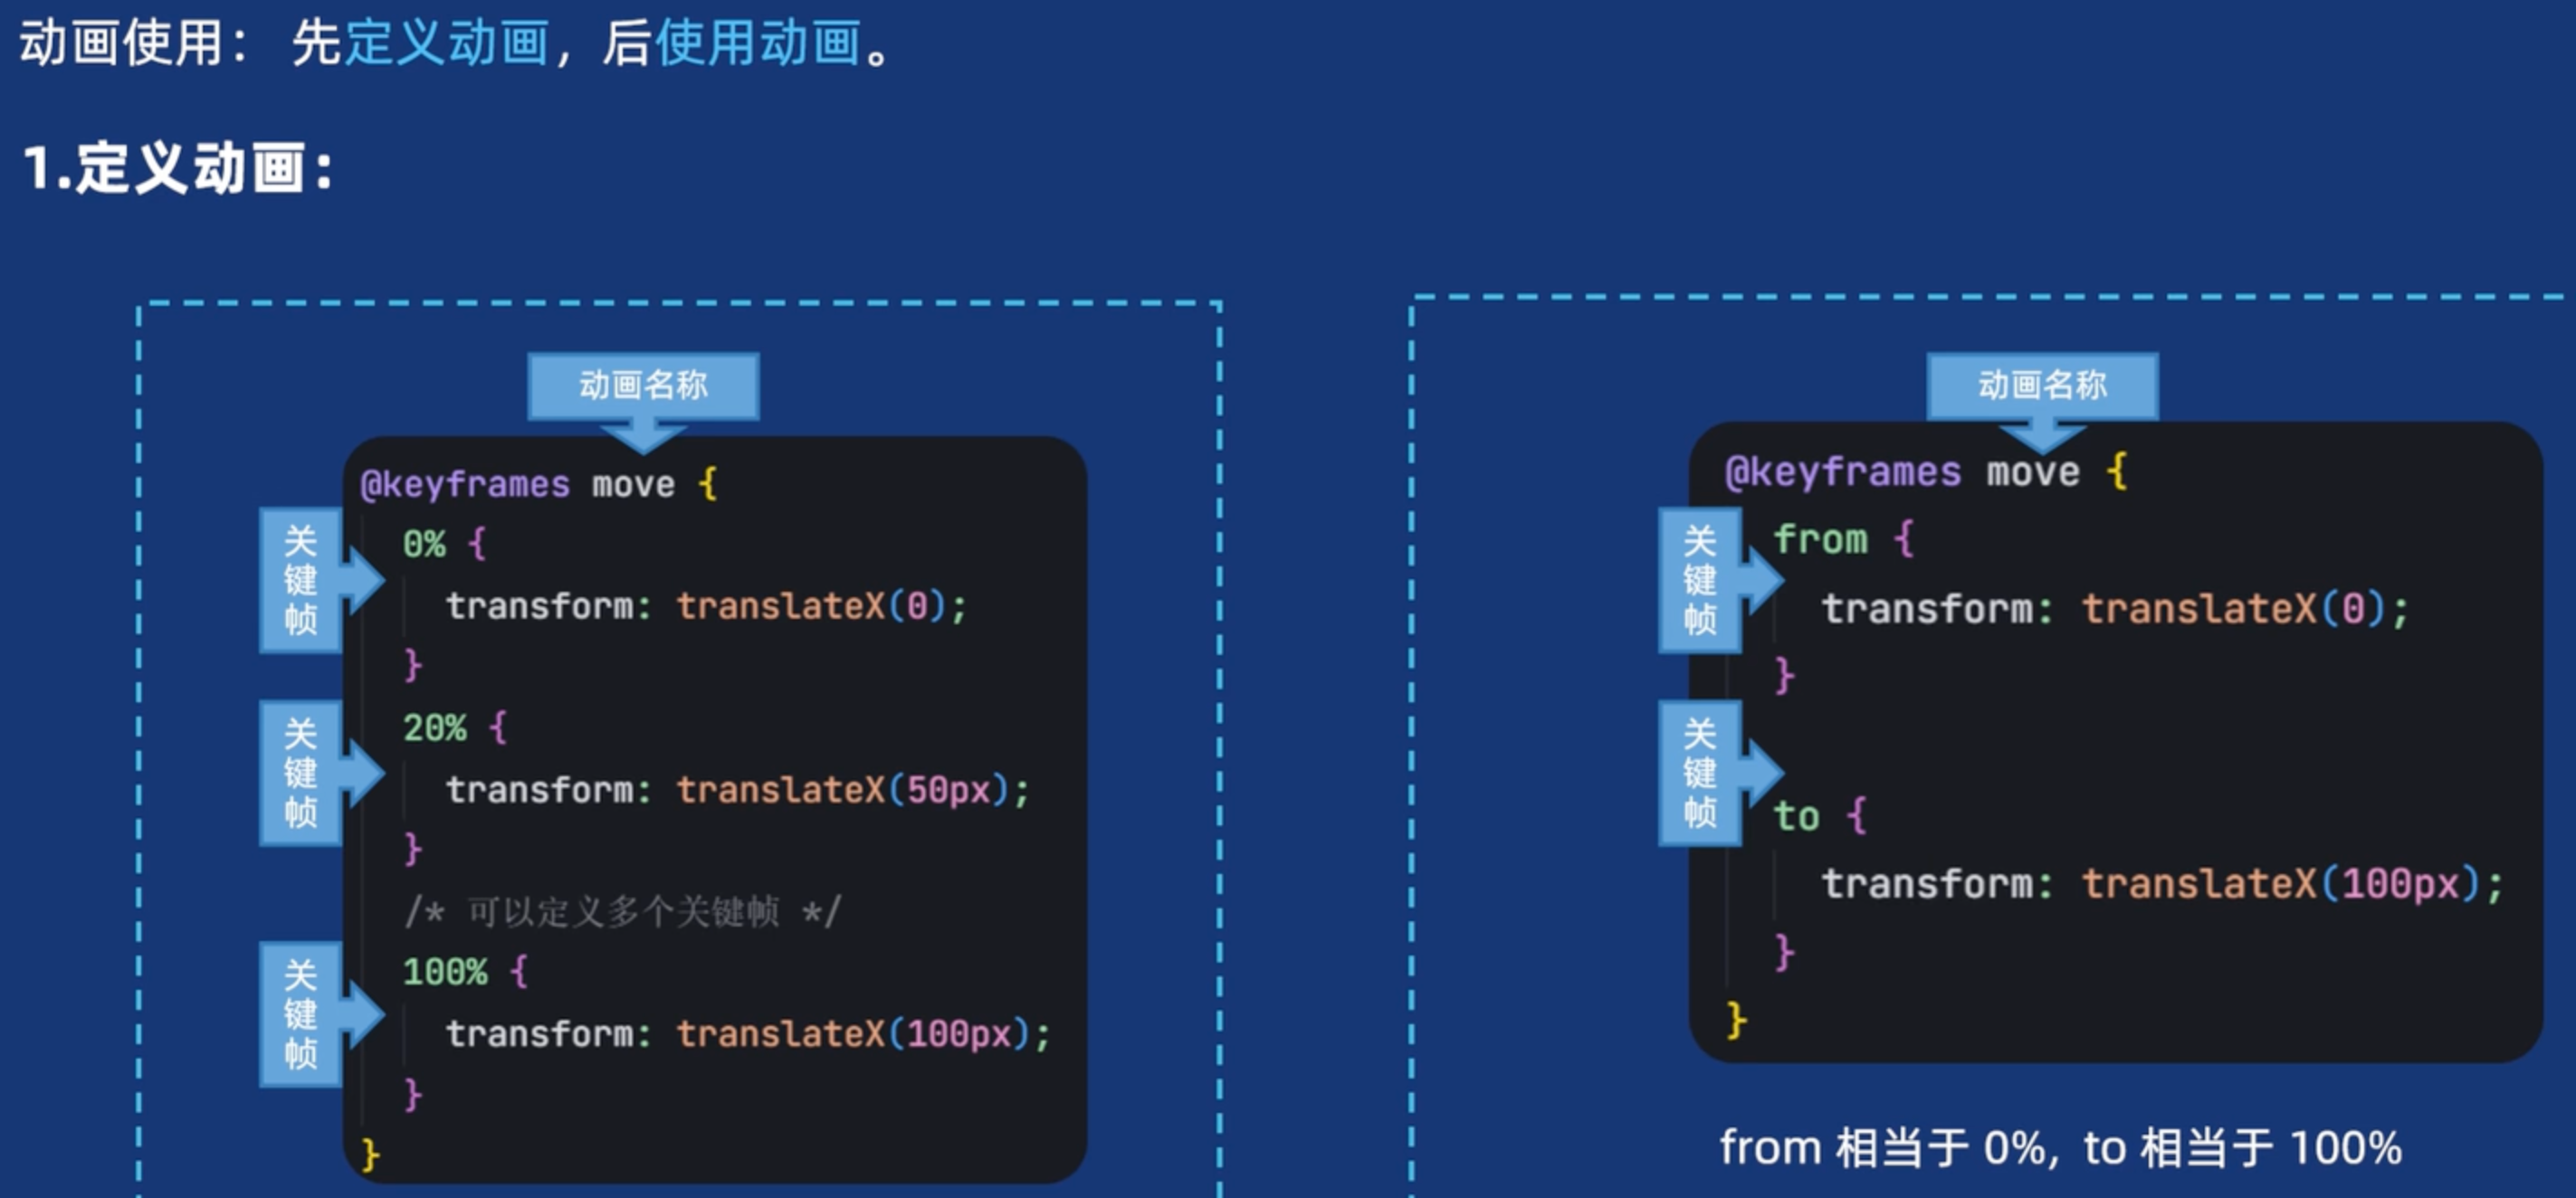 动画使用： 先定义动画，后使用动画。
1.定义动画：
动画名称
@keyframes move {
关键帧
0% {
transform: translateX(0);
}
关键帧
20% {
transform: translateX(50px);
}
/* 可以定义多个关键帧 */
关键帧
100% {
transform: translateX(100px);
}
}
动画名称
@keyframes move {
关键帧
from {
transform: translateX(0);
}
关键帧
to {
transform: translateX(100px);
}
}
from 相当于 0%, to 相当于 100%